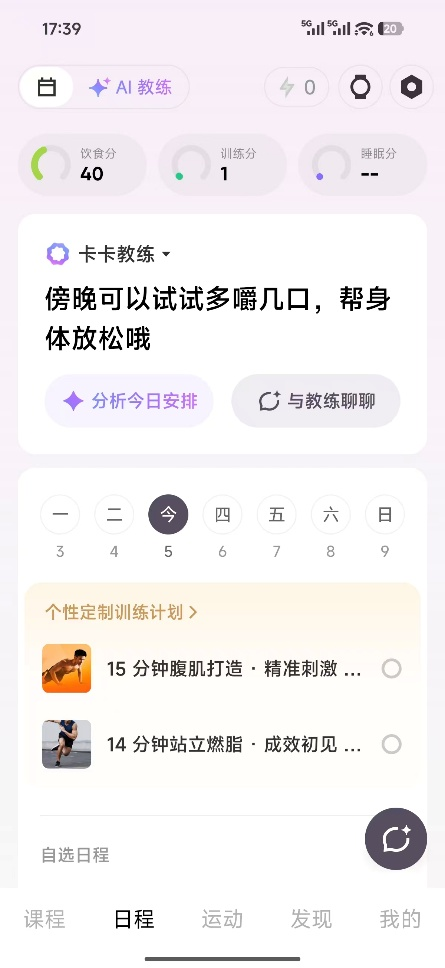 17:39
5G 5G 6 20
AI 教练
0
饮食分
40
训练分
1
睡眠分
--
卡卡教练
傍晚可以试试多嚼几口，帮身
体放松哦
分析今日安排
与教练聊聊
一 二 今 四 五 六 日
3 4 5 6 7 8 9
个性定制训练计划
15 分钟腹肌打造 · 精准刺激 ...
14 分钟站立燃脂 · 成效初见 ...
自选日程
课程 日程 运动 发现 我的